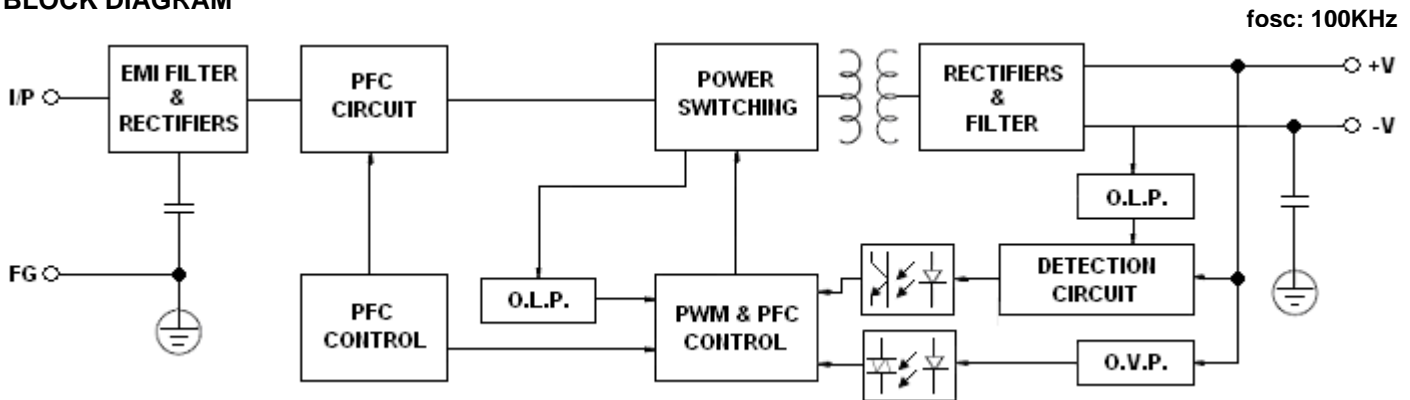 BLOCK DIAGRAM
fosc: 100KHz
I/P
EMI FILTER
&
RECTIFIERS
PFC
CIRCUIT
POWER
SWITCHING
RECTIFIERS
&
FILTER
+V
-V
O.L.P.
FG
PFC
CONTROL
O.L.P.
PWM & PFC
CONTROL
DETECTION
CIRCUIT
O.V.P.